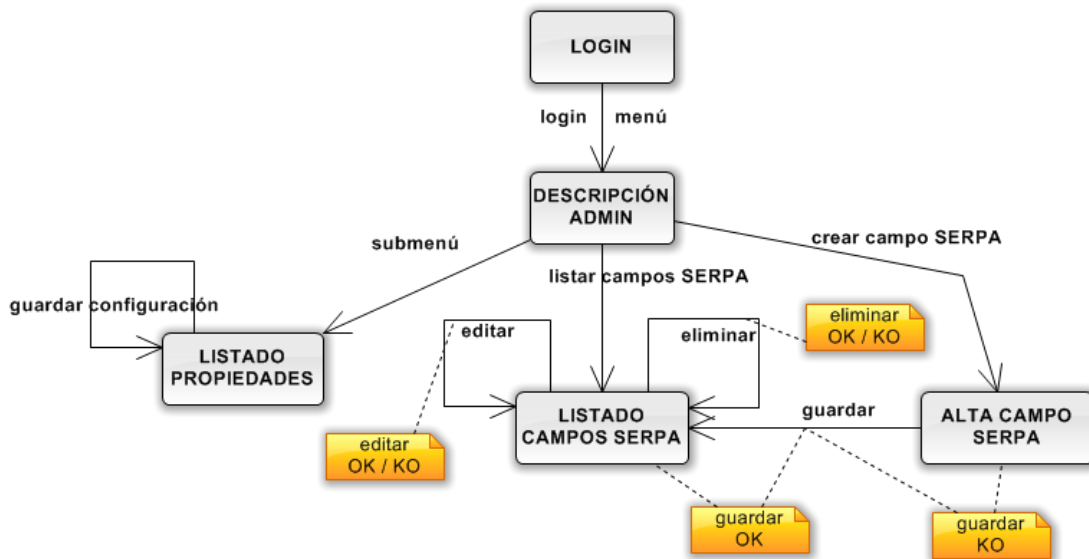 LOGIN
login menú
DESCRIPCIÓN
ADMIN
submenú
crear campo SERPA
listar campos SERPA
guardar configuración
editar
eliminar
eliminar
OK / KO
LISTADO
PROPIEDADES
LISTADO
CAMPOS SERPA
guardar
ALTA CAMPO
SERPA
editar
OK / KO
guardar
OK
guardar
KO